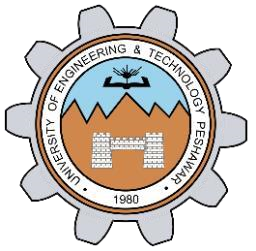 UNIVERSITY OF ENGINEERING & TECHNOLOGY PESHAWAR
1980